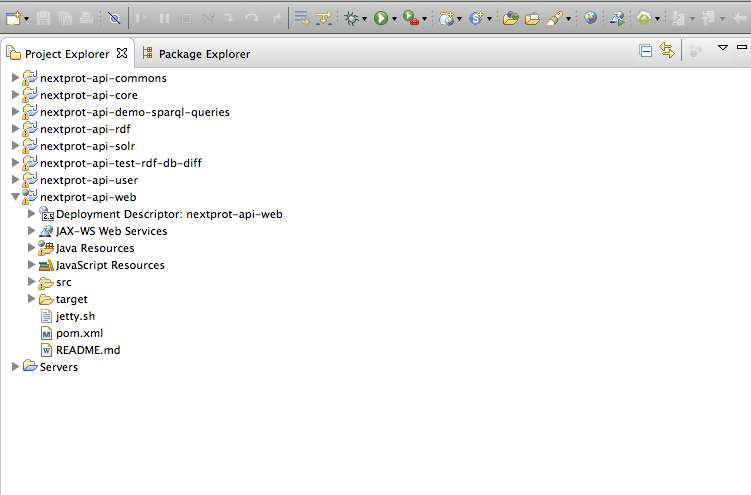 Project Explorer Package Explorer
nextprot-api-commons
nextprot-api-core
nextprot-api-demo-sparql-queries
nextprot-api-rdf
nextprot-api-solr
nextprot-api-test-rdf-db-diff
nextprot-api-user
nextprot-api-web
2.5 Deployment Descriptor: nextprot-api-web
JAX-WS Web Services
Java Resources
JavaScript Resources
src
target
jetty.sh
M pom.xml
W README.md
Servers